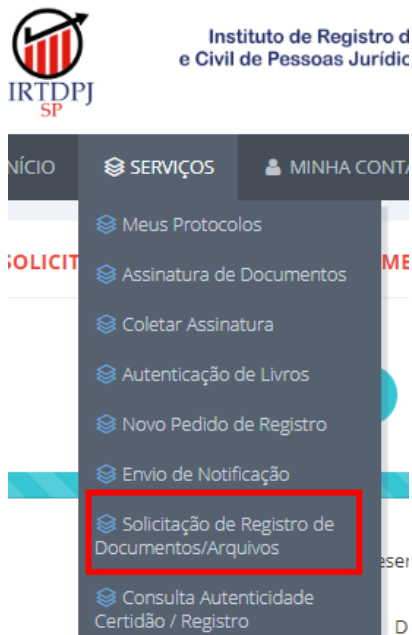 IRTDPJ
SP
Instituto de Registro d
e Civil de Pessoas Jurídic
NÍCIO
SERVIÇOS
MINHA CONTA
Meus Protocolos
SOLICIT
ME
Assinatura de Documentos
Coletar Assinatura
Autenticação de Livros
Novo Pedido de Registro
Envio de Notificação
Solicitação de Registro de
Documentos/Arquivos
eser
Consulta Autenticidade
Certidão / Registro
D